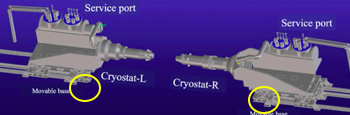 Service port
Service port
Cryostat-L
Cryostat-R
Movable base
Movable base